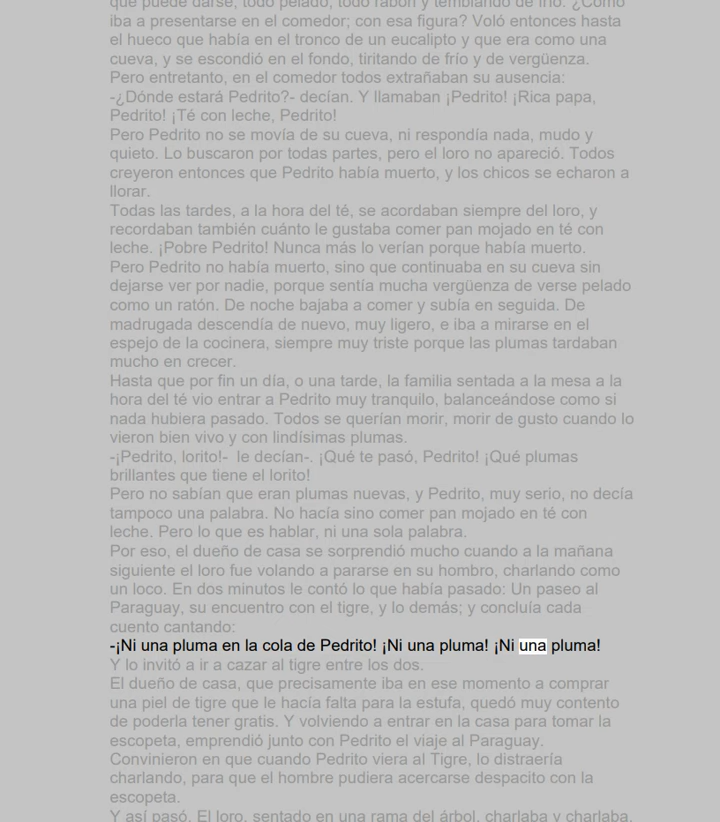 que puede darse, todo pelado, todo rabón y temblando de frío. ¿Cómo
iba a presentarse en el comedor; con esa figura? Voló entonces hasta
el hueco que había en el tronco de un eucalipto y que era como una
cueva, y se escondió en el fondo, tiritando de frío y de vergüenza.
Pero entretanto, en el comedor todos extrañaban su ausencia:
-¿Dónde estará Pedrito?- decían. Y llamaban ¡Pedrito! ¡Rica papa,
Pedrito! ¡Té con leche, Pedrito!
Pero Pedrito no se movía de su cueva, ni respondía nada, mudo y
quieto. Lo buscaron por todas partes, pero el loro no apareció. Todos
creyeron entonces que Pedrito había muerto, y los chicos se echaron a
llorar.
Todas las tardes, a la hora del té, se acordaban siempre del loro, y
recordaban también cuánto le gustaba comer pan mojado en té con
leche. ¡Pobre Pedrito! Nunca más lo verían porque había muerto.
Pero Pedrito no había muerto, sino que continuaba en su cueva sin
dejarse ver por nadie, porque sentía mucha vergüenza de verse pelado
como un ratón. De noche bajaba a comer y subía en seguida. De
madrugada descendía de nuevo, muy ligero, e iba a mirarse en el
espejo de la cocinera, siempre muy triste porque las plumas tardaban
mucho en crecer.
Hasta que por fin un día, o una tarde, la familia sentada a la mesa a la
hora del té vio entrar a Pedrito muy tranquilo, balanceándose como si
nada hubiera pasado. Todos se querían morir, morir de gusto cuando lo
vieron bien vivo y con lindísimas plumas.
-¡Pedrito, lorito!- le decían-. ¡Qué te pasó, Pedrito! ¡Qué plumas
brillantes que tiene el lorito!
Pero no sabían que eran plumas nuevas, y Pedrito, muy serio, no decía
tampoco una palabra. No hacía sino comer pan mojado en té con
leche. Pero lo que es hablar, ni una sola palabra.
Por eso, el dueño de casa se sorprendió mucho cuando a la mañana
siguiente el loro fue volando a pararse en su hombro, charlando como
un loco. En dos minutos le contó lo que había pasado: Un paseo al
Paraguay, su encuentro con el tigre, y lo demás; y concluía cada
cuento cantando:
-¡Ni una pluma en la cola de Pedrito! ¡Ni una pluma! ¡Ni una pluma!
Y lo invitó a ir a cazar al tigre entre los dos.
El dueño de casa, que precisamente iba en ese momento a comprar
una piel de tigre que le hacía falta para la estufa, quedó muy contento
de poderla tener gratis. Y volviendo a entrar en la casa para tomar la
escopeta, emprendió junto con Pedrito el viaje al Paraguay.
Convinieron en que cuando Pedrito viera al Tigre, lo distraería
charlando, para que el hombre pudiera acercarse despacito con la
escopeta.
Y así pasó. El loro, sentado en una rama del árbol, charlaba y charlaba,